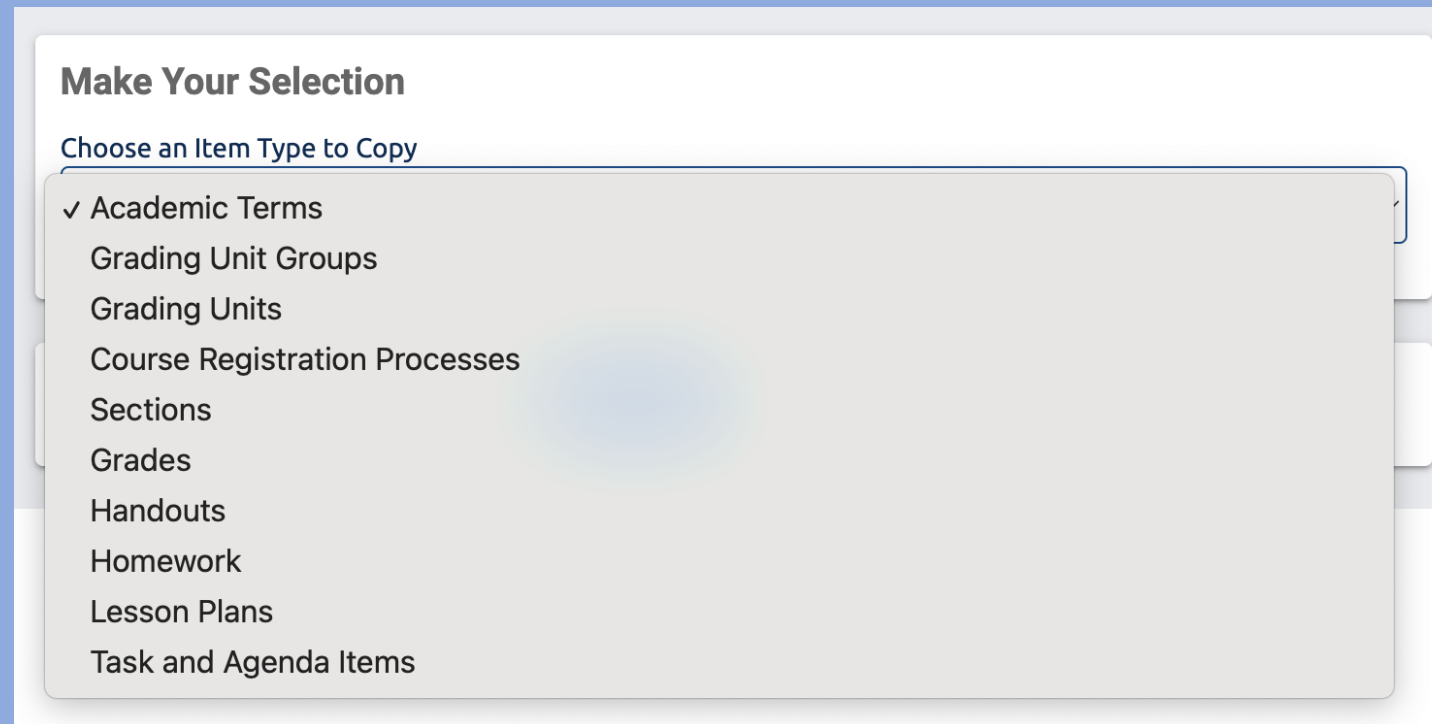 Make Your Selection
Choose an Item Type to Copy
✓ Academic Terms
Grading Unit Groups
Grading Units
Course Registration Processes
Sections
Grades
Handouts
Homework
Lesson Plans
Task and Agenda Items